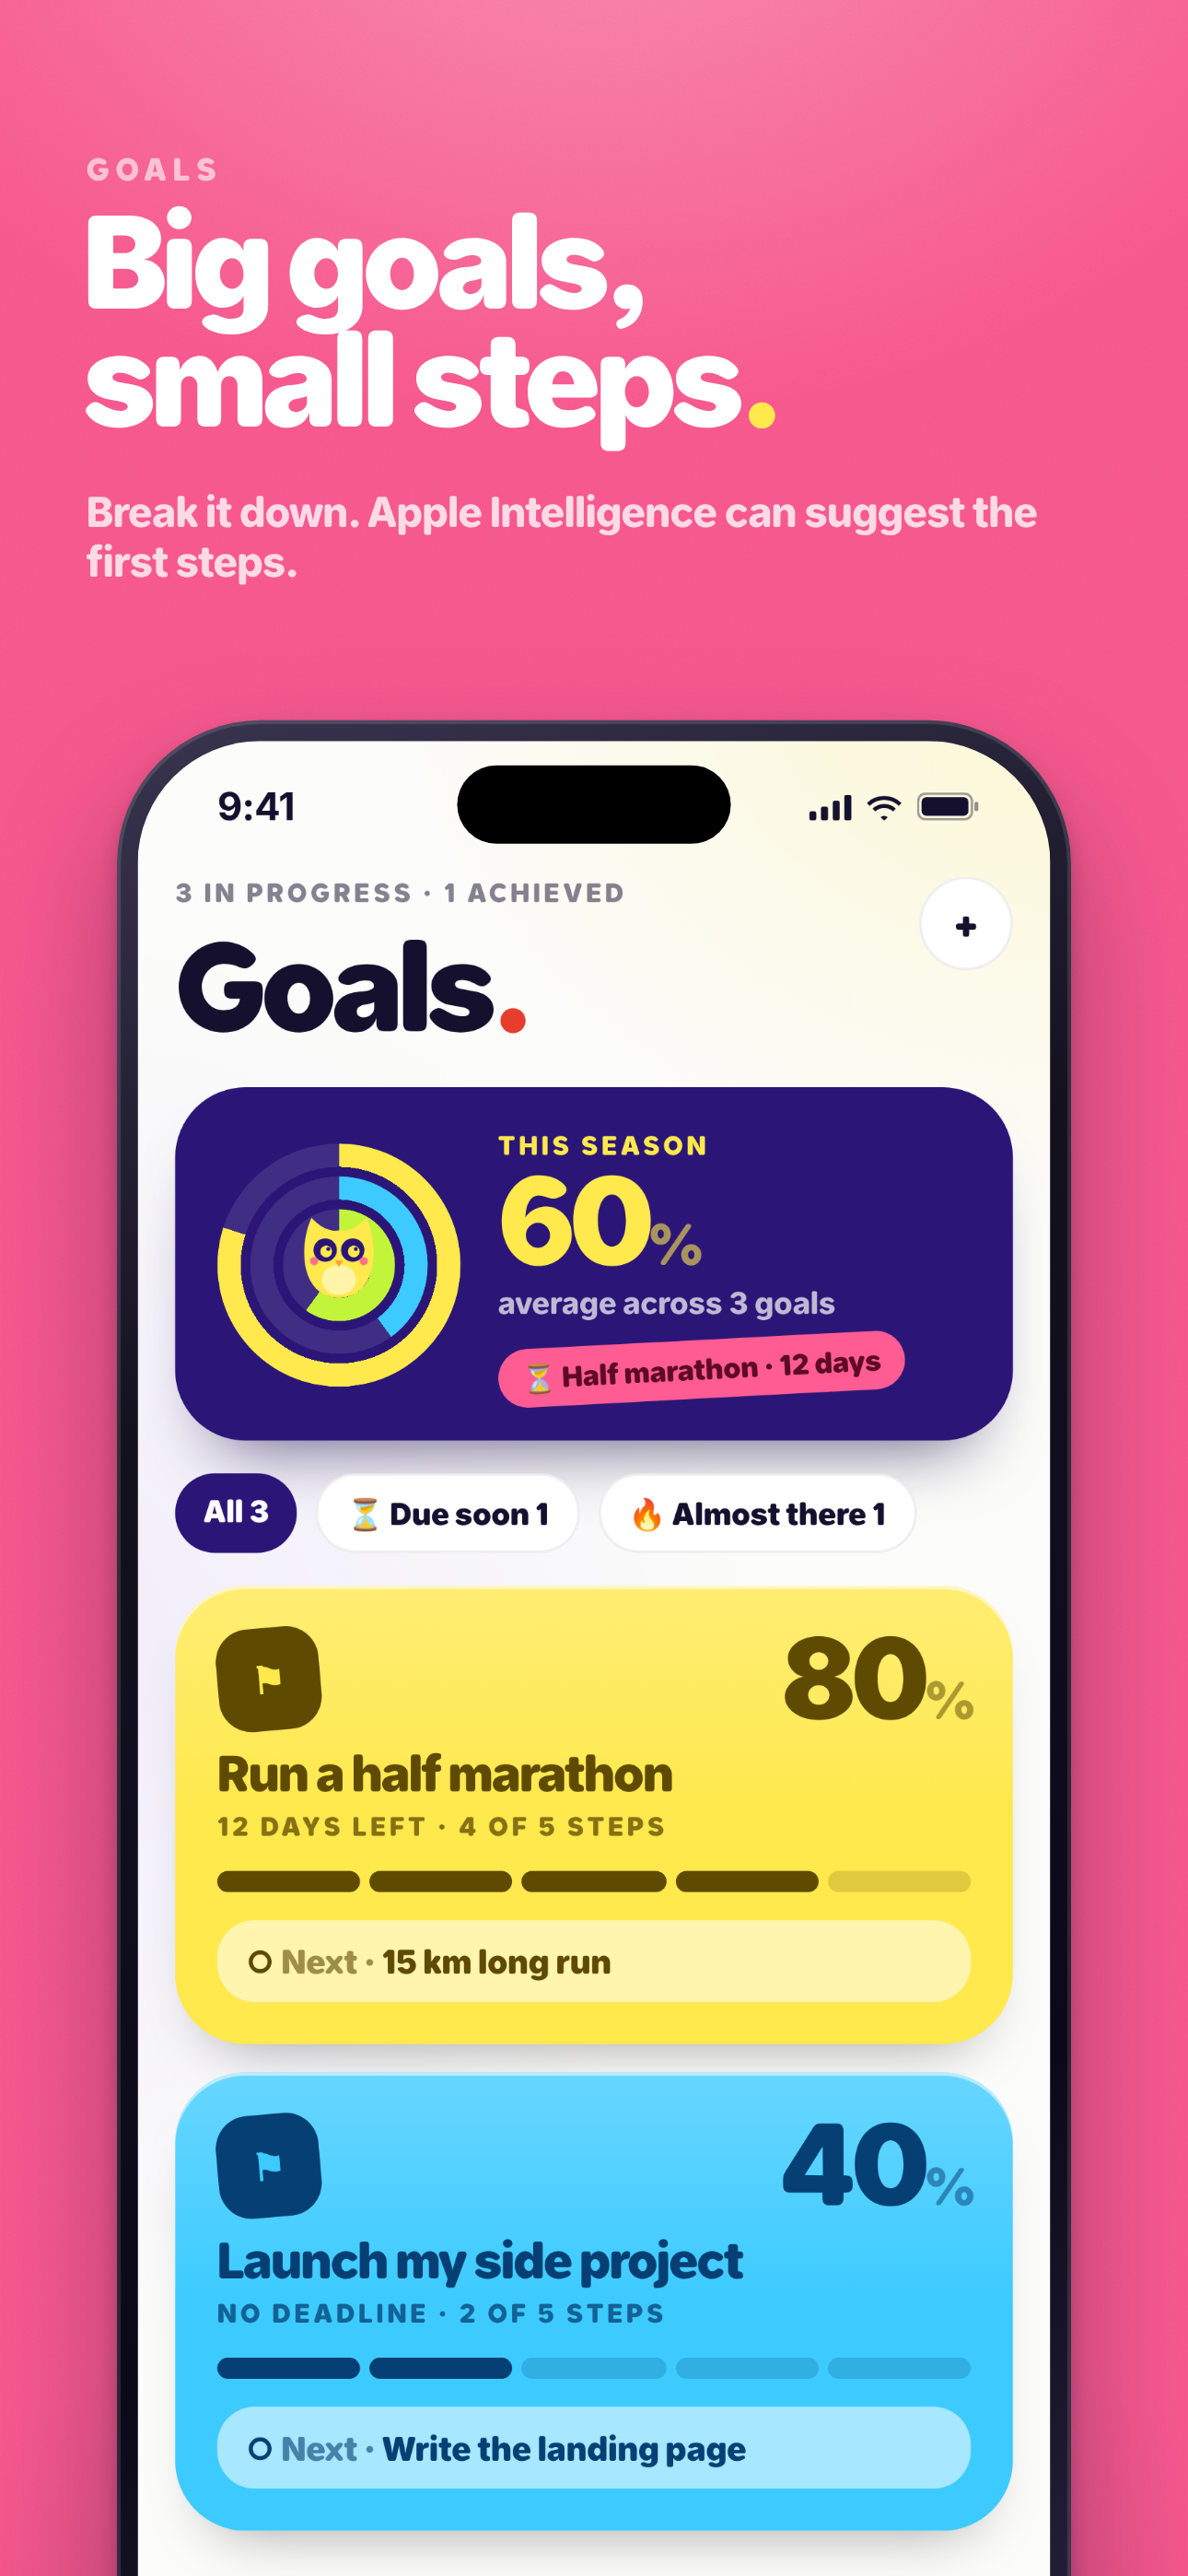 GOALS
Big goals,
small steps.
Break it down. Apple Intelligence can suggest the
first steps.
9:41
3 IN PROGRESS · 1 ACHIEVED
+
Goals.
THIS SEASON
60%
average across 3 goals
⏳ Half marathon · 12 days
All 3
⏳ Due soon 1
🔥 Almost there 1
80%
Run a half marathon
12 DAYS LEFT · 4 OF 5 STEPS
Next · 15 km long run
40%
Launch my side project
NO DEADLINE · 2 OF 5 STEPS
Next · Write the landing page